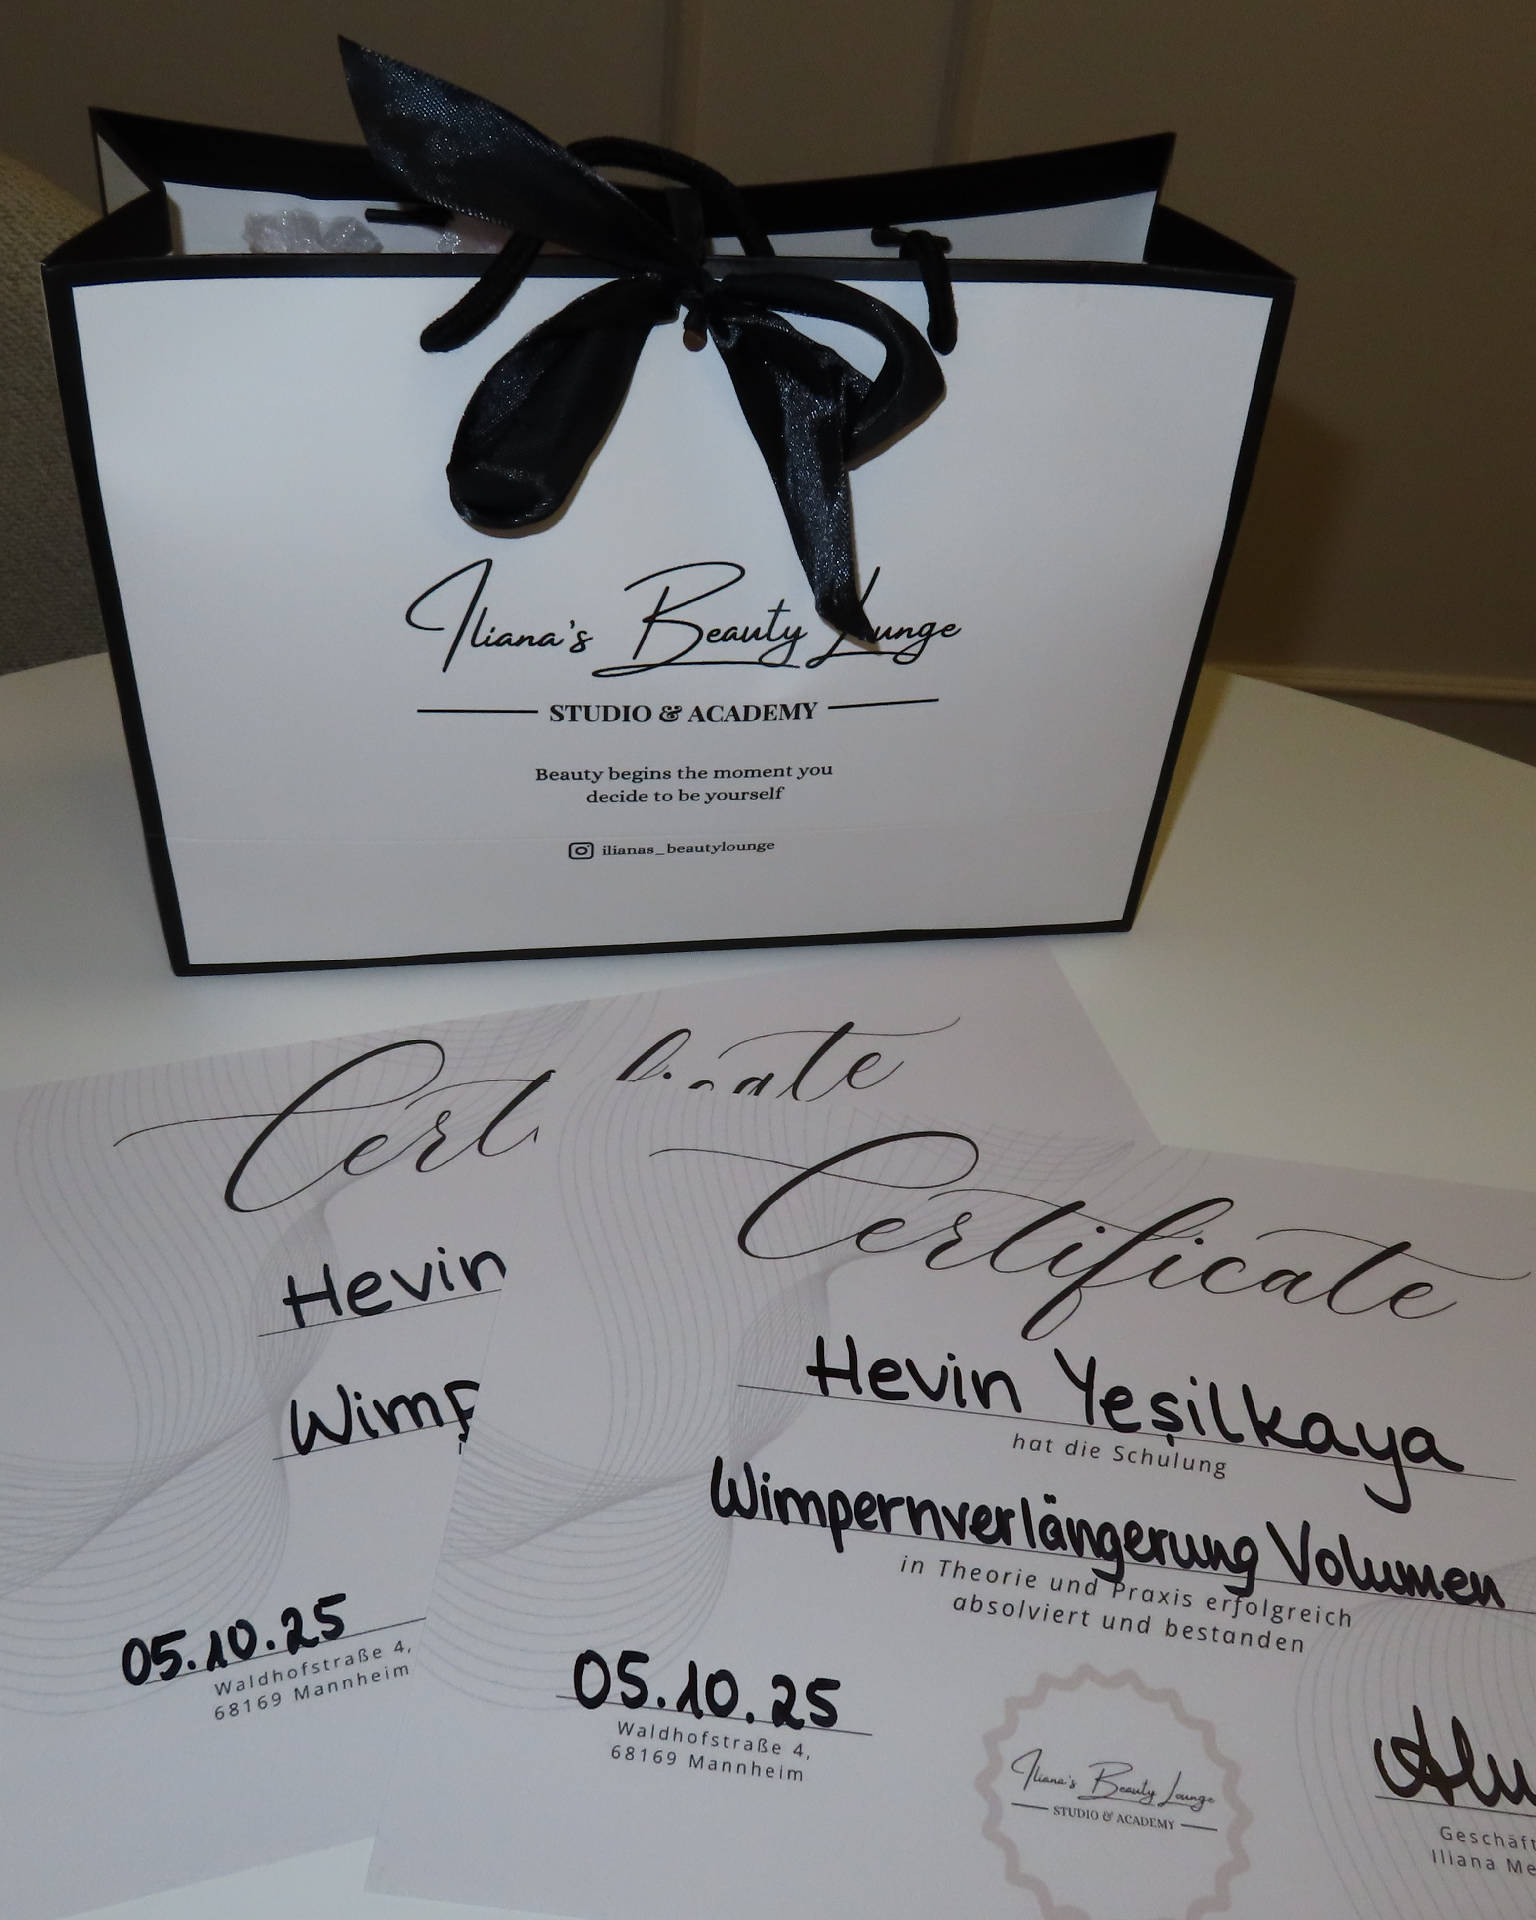 Iliana's Beauty Lounge
STUDIO & ACADEMY
Beauty begins the moment you
decide to be yourself
ilianas_beautylounge
Hevin
05.10.25
Waldhofstraße 4,
68169 Mannheim
Certificate
Hevin Yeşilkaya
hat die Schulung
Wimpernverlängerung Volumen
in Theorie und Praxis erfolgreich
absolviert und bestanden
05.10.25
Waldhofstraße 4,
68169 Mannheim
Iliana's Beauty Lounge
STUDIO & ACADEMY
Iliana